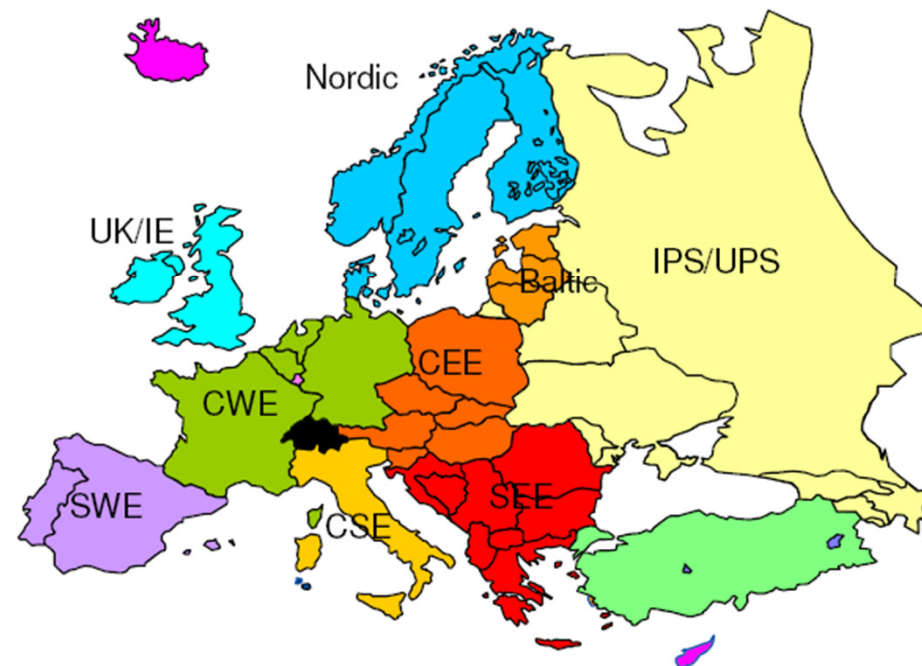 Nordic
UK/IE
IPS/UPS
Baltic
CEE
CWE
SWE
CSE
SEE